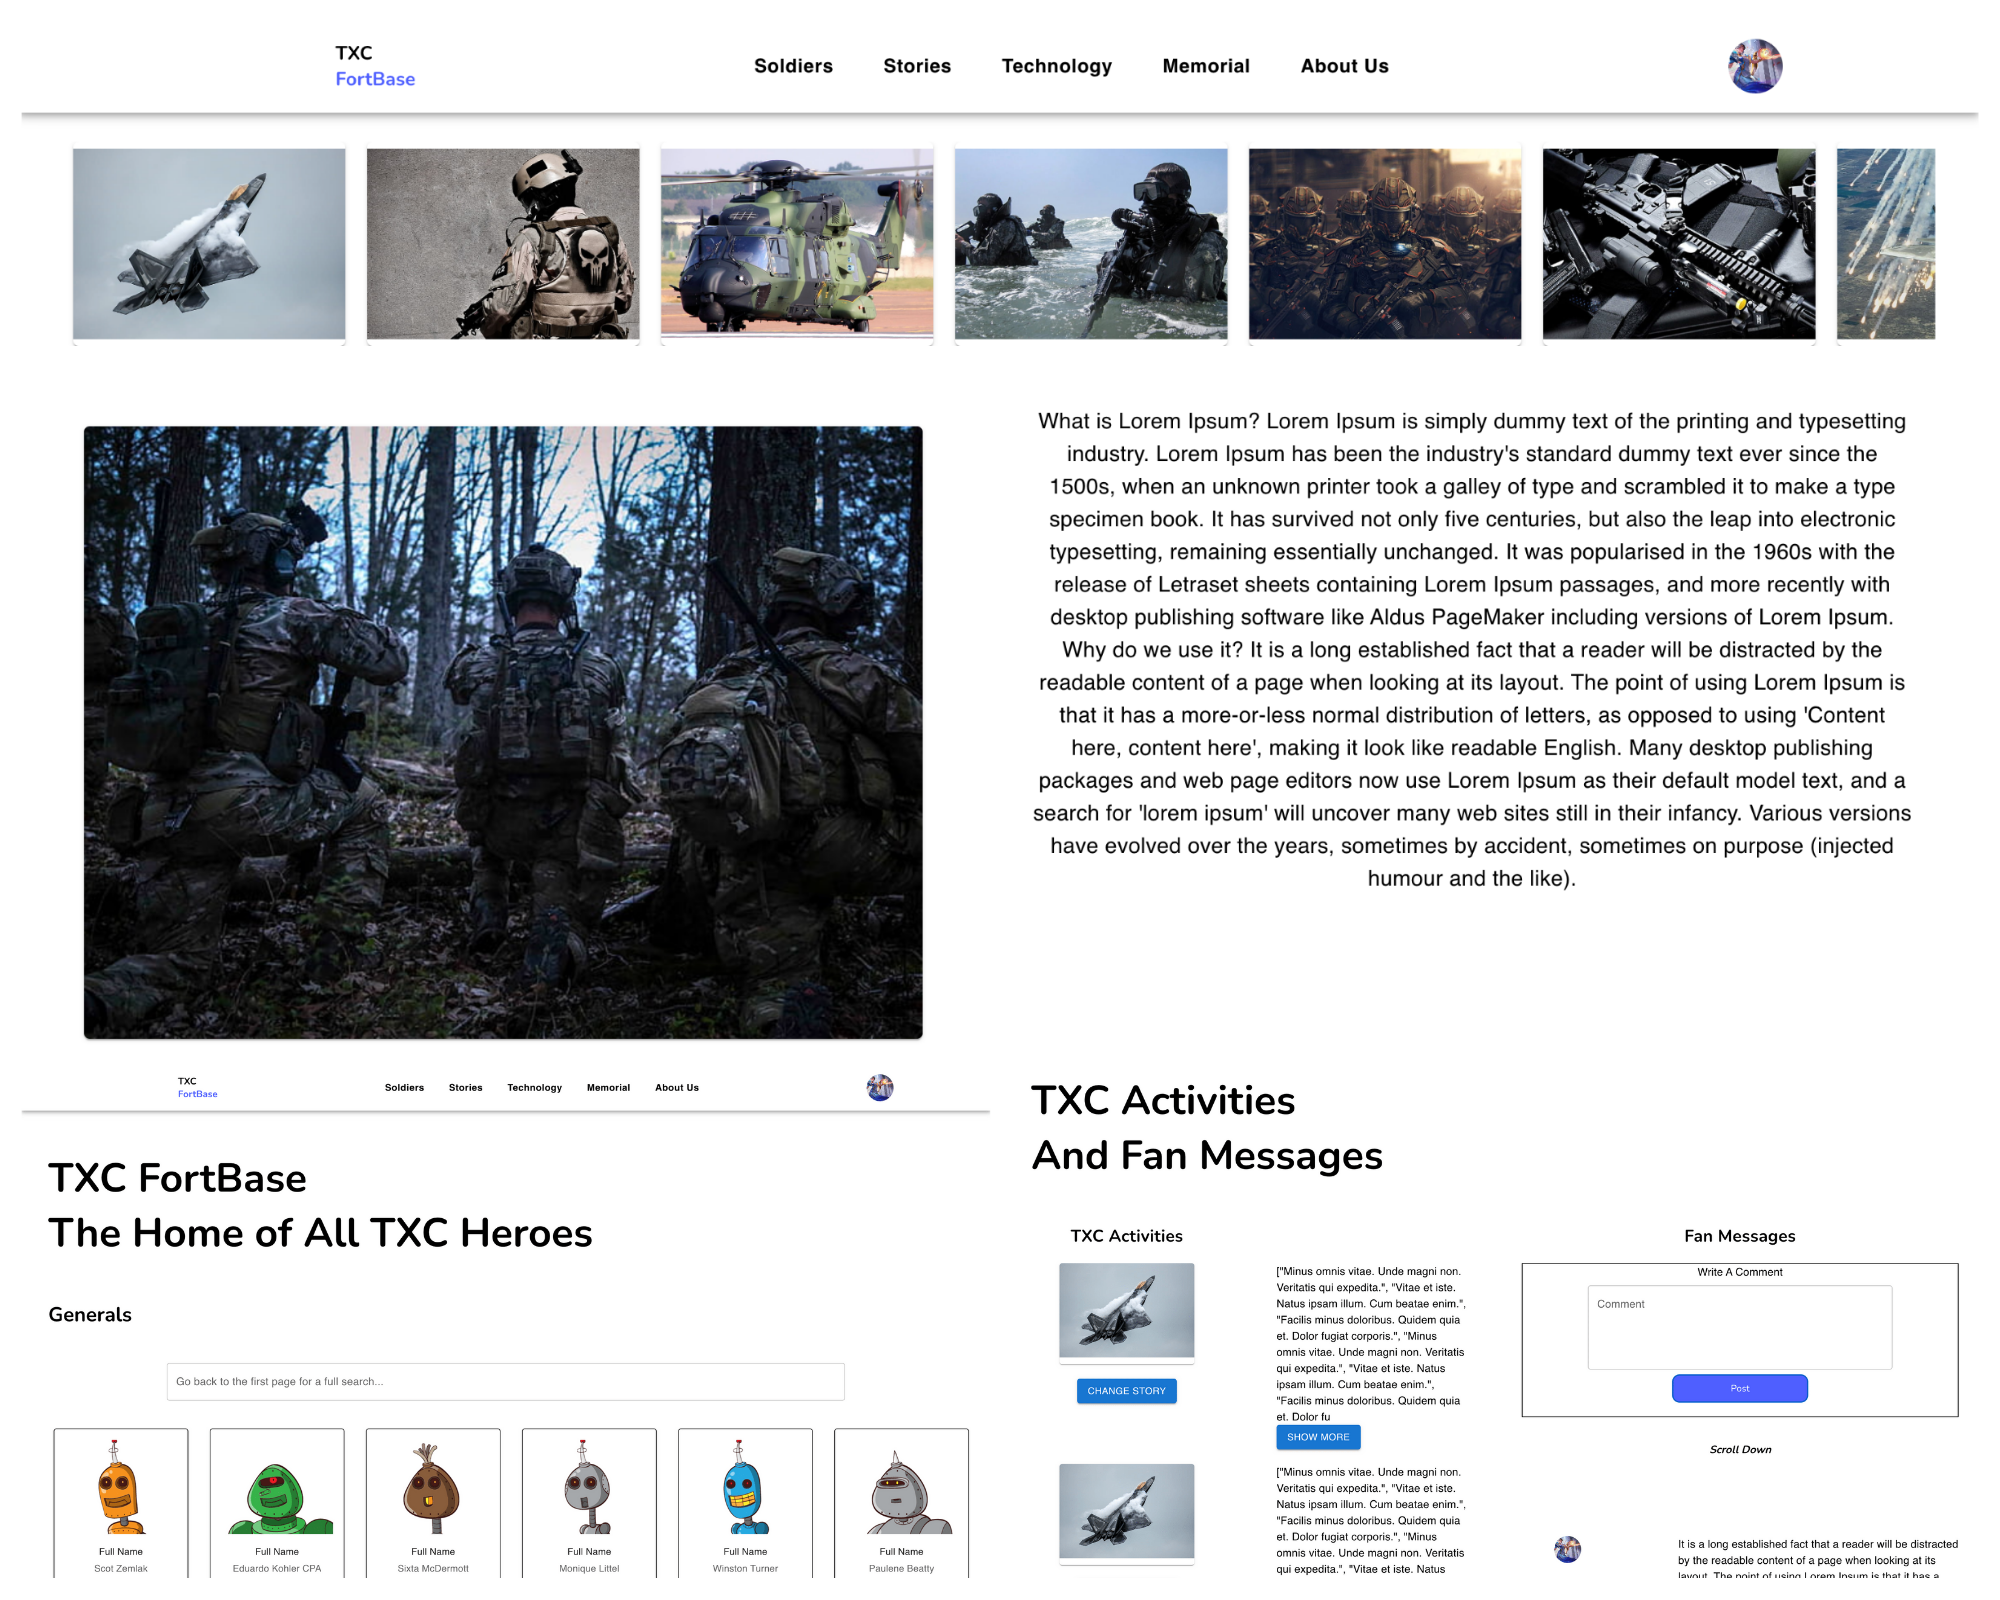 TXC
FortBase
Soldiers Stories Technology Memorial About Us
What is Lorem Ipsum? Lorem Ipsum is simply dummy text of the printing and typesetting
industry. Lorem Ipsum has been the industry's standard dummy text ever since the
1500s, when an unknown printer took a galley of type and scrambled it to make a type
specimen book. It has survived not only five centuries, but also the leap into electronic
typesetting, remaining essentially unchanged. It was popularised in the 1960s with the
release of Letraset sheets containing Lorem Ipsum passages, and more recently with
desktop publishing software like Aldus PageMaker including versions of Lorem Ipsum.
Why do we use it? It is a long established fact that a reader will be distracted by the
readable content of a page when looking at its layout. The point of using Lorem Ipsum is
that it has a more-or-less normal distribution of letters, as opposed to using 'Content
here, content here', making it look like readable English. Many desktop publishing
packages and web page editors now use Lorem Ipsum as their default model text, and a
search for 'lorem ipsum' will uncover many web sites still in their infancy. Various versions
have evolved over the years, sometimes by accident, sometimes on purpose (injected
humour and the like).
TXC
FortBase
Soldiers Stories Technology Memorial About Us
TXC FortBase
The Home of All TXC Heroes
Generals
Go back to the first page for a full search...
Full Name
Scot Zemlak
Full Name
Eduardo Kohler CPA
Full Name
Sixta McDermott
Full Name
Monique Littel
Full Name
Winston Turner
Full Name
Paulene Beatty
TXC Activities
And Fan Messages
TXC Activities
CHANGE STORY
["Minus omnis vitae. Unde magni non.
Veritatis qui expedita.", "Vitae et iste.
Natus ipsam illum. Cum beatae enim.",
"Facilis minus doloribus. Quidem quia
et. Dolor fugiat corporis.", "Minus
omnis vitae. Unde magni non. Veritatis
qui expedita.", "Vitae et iste. Natus
ipsam illum. Cum beatae enim.",
"Facilis minus doloribus. Quidem quia
et. Dolor fu
SHOW MORE
["Minus omnis vitae. Unde magni non.
Veritatis qui expedita.", "Vitae et iste.
Natus ipsam illum. Cum beatae enim.",
"Facilis minus doloribus. Quidem quia
et. Dolor fugiat corporis.", "Minus
omnis vitae. Unde magni non. Veritatis
qui expedita.", "Vitae et iste. Natus
Fan Messages
Write A Comment
Comment
Post
Scroll Down
It is a long established fact that a reader will be distracted
by the readable content of a page when looking at its
layout. The point of using Lorem Ipsum is that it has a